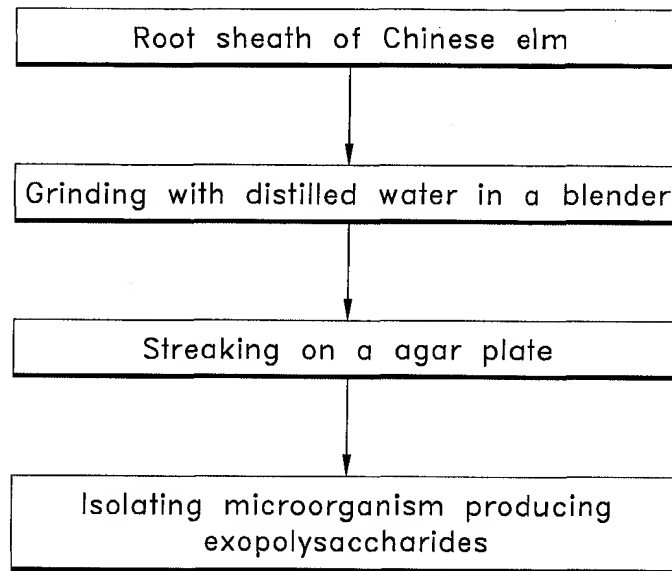 Root sheath of Chinese elm
Grinding with distilled water in a blender
Streaking on a agar plate
Isolating microorganism producing
exopolysaccharides